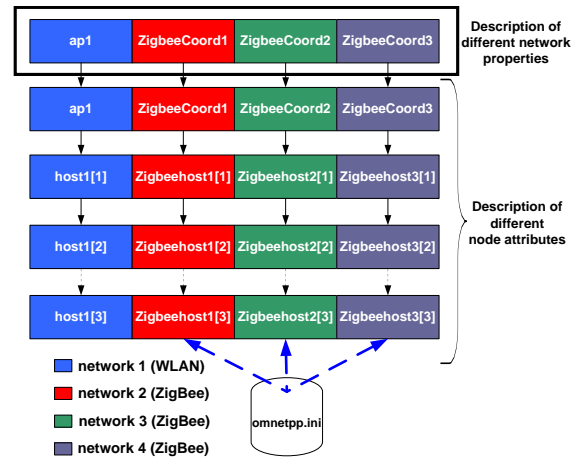 Description of
different network
properties
ap1 ZigbeeCoord1 ZigbeeCoord2 ZigbeeCoord3
ap1 ZigbeeCoord1 ZigbeeCoord2 ZigbeeCoord3
host1[1] Zigbeehost1[1] Zigbeehost2[1] Zigbeehost3[1]
host1[2] Zigbeehost1[2] Zigbeehost2[2] Zigbeehost3[2]
host1[3] Zigbeehost1[3] Zigbeehost2[3] Zigbeehost3[3]
Description of
different
node attributes
network 1 (WLAN)
network 2 (ZigBee)
network 3 (ZigBee)
network 4 (ZigBee)
omnetpp.ini